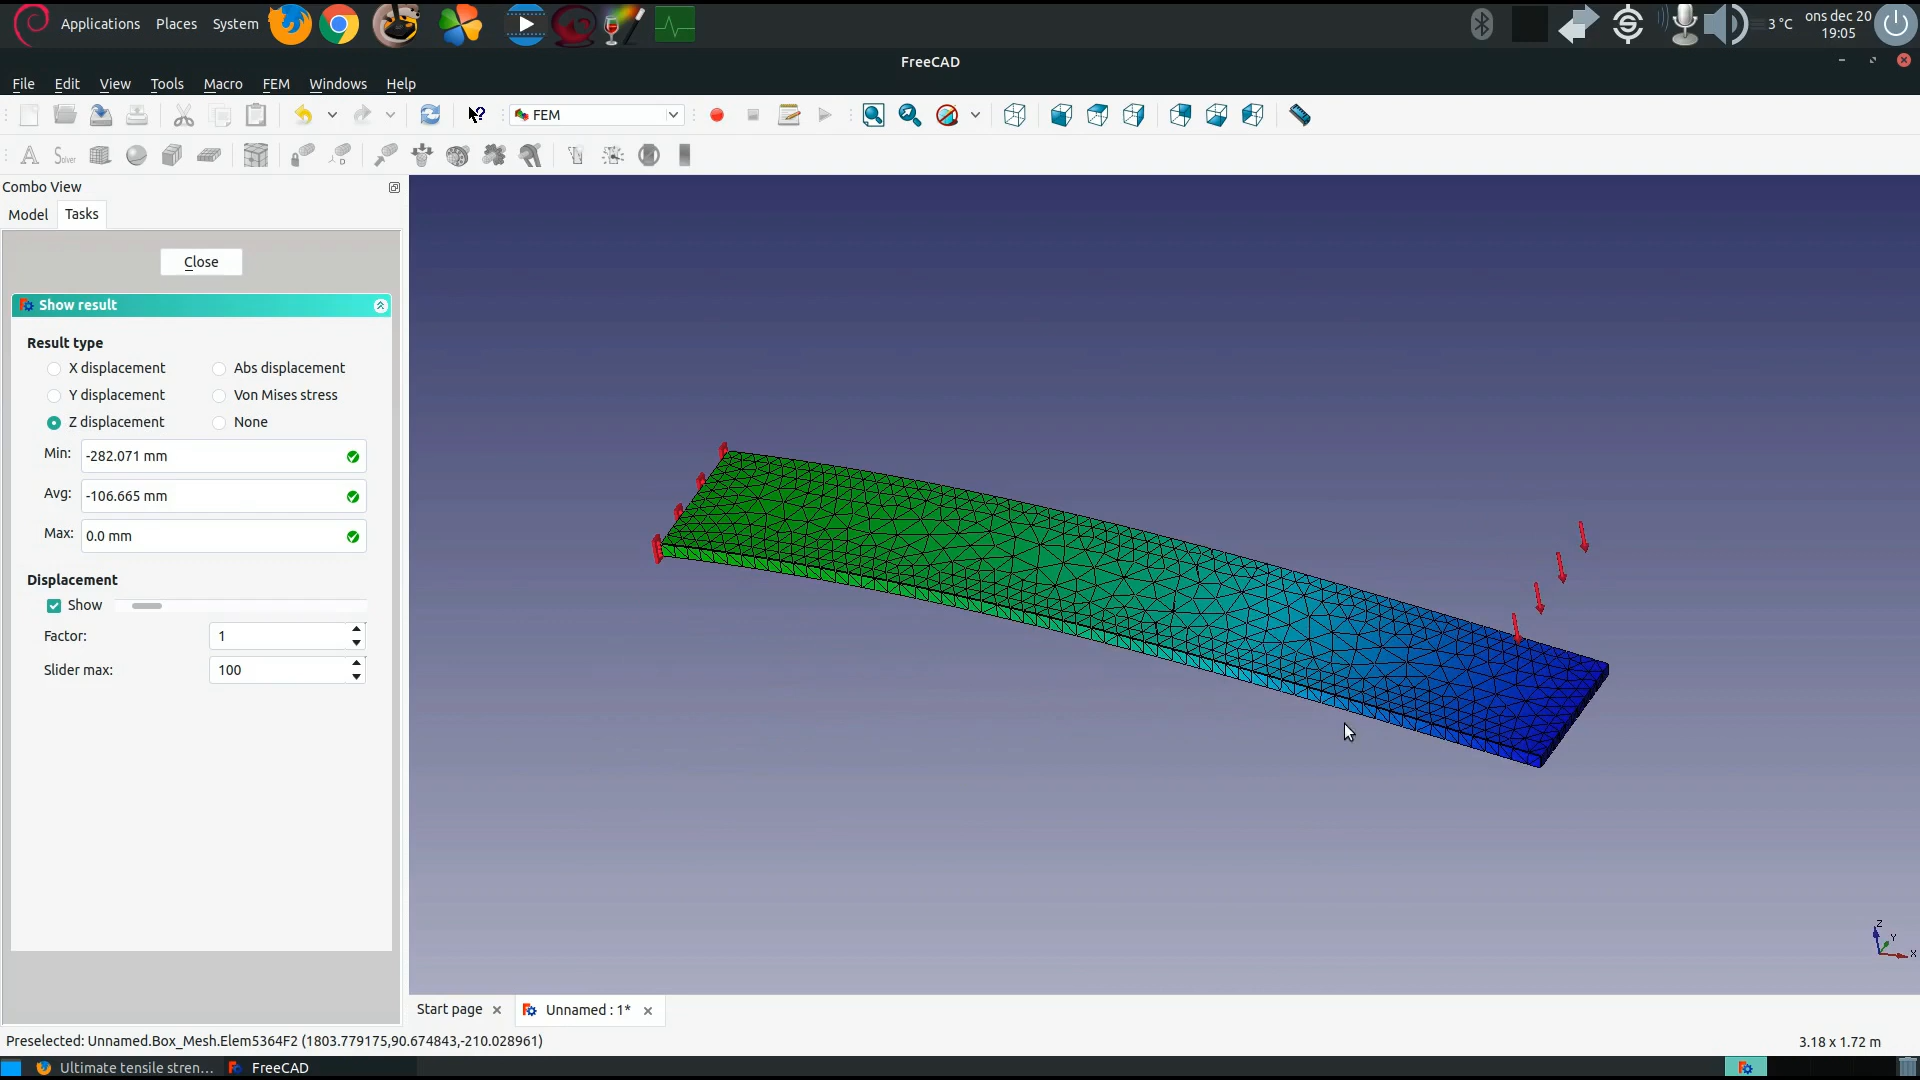 Applications Places System
3 °C
ons dec 20
19:05
FreeCAD
File Edit View Tools Macro FEM Windows Help
FEM
A Solver
Combo View
Model Tasks
Close
Show result
Result type
X displacement Abs displacement
Y displacement Von Mises stress
Z displacement None
Min: -282.071 mm
Avg: -106.665 mm
Max: 0.0 mm
Displacement
Show
Factor: 1
Slider max: 100
Z
Y
X
Start page Unnamed : 1*
Preselected: Unnamed.Box_Mesh.Elem5364F2 (1803.779175,90.674843,-210.028961)
3.18 x 1.72 m
Ultimate tensile stren... FreeCAD